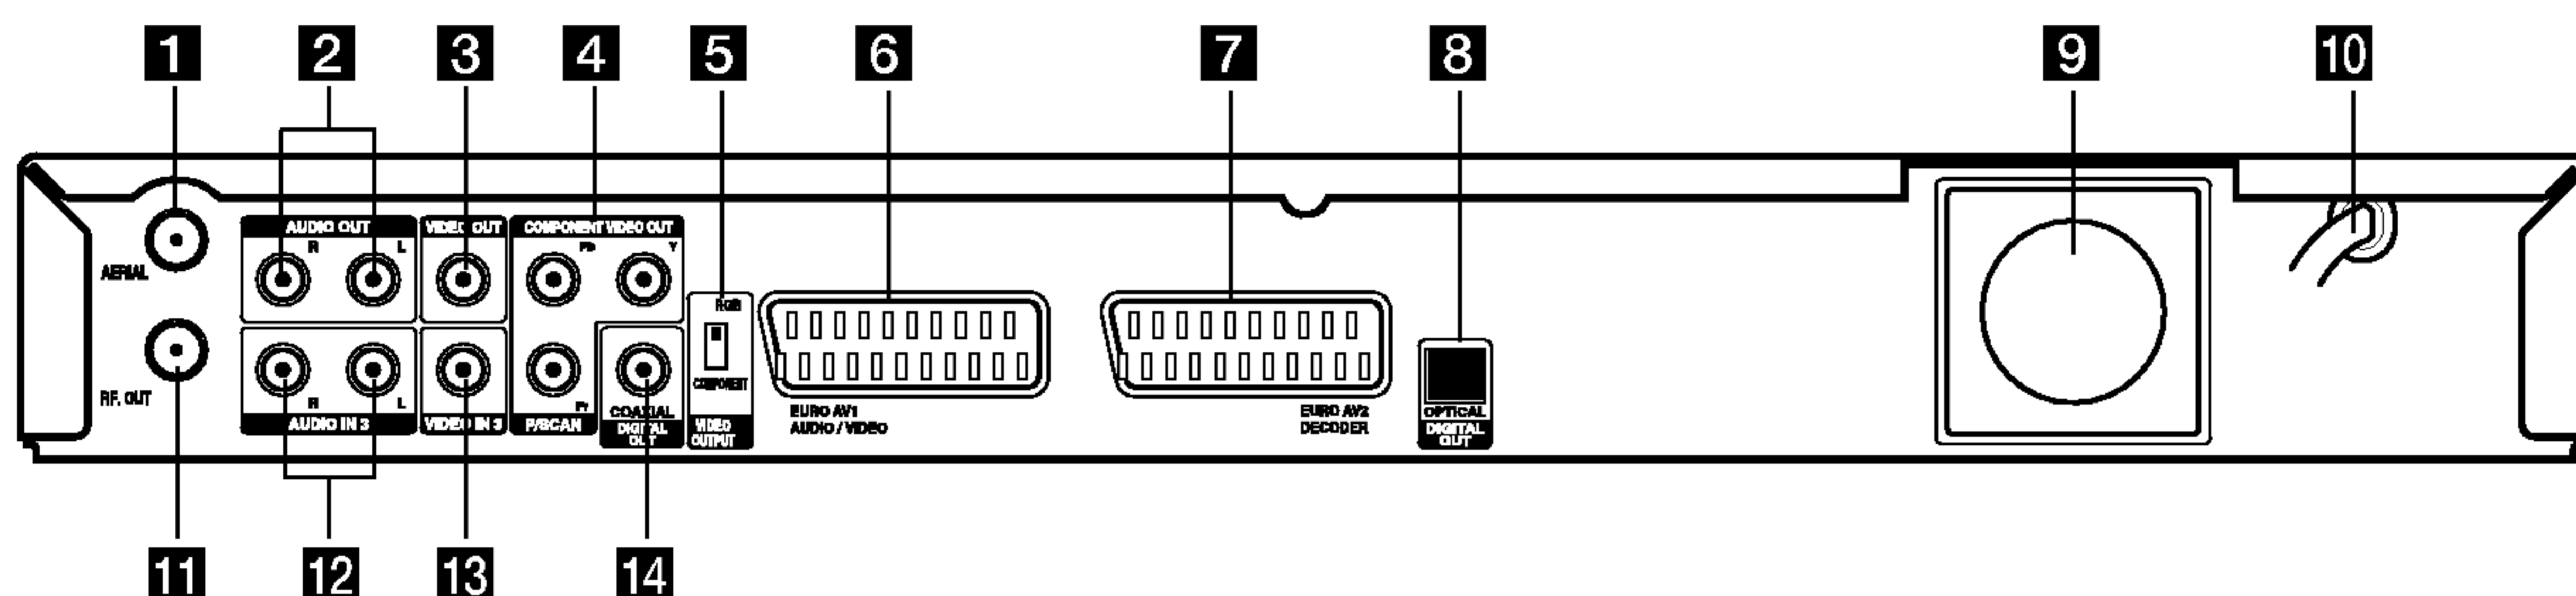 1 2 3 4 5 6 7 8 9 10
AERIAL
RF. OUT
AUDIO OUT
R L
VIDEO OUT
COMPONENT VIDEO OUT
Pb Y
R L
AUDIO IN 3
VIDEO IN 3
Pr
P/SCAN
COAXIAL
DIGITAL
OUT
RGB
COMPONENT
VIDEO
OUTPUT
EURO AV1
AUDIO / VIDEO
EURO AV2
DECODER
OPTICAL
DIGITAL
OUT
11 12 13 14